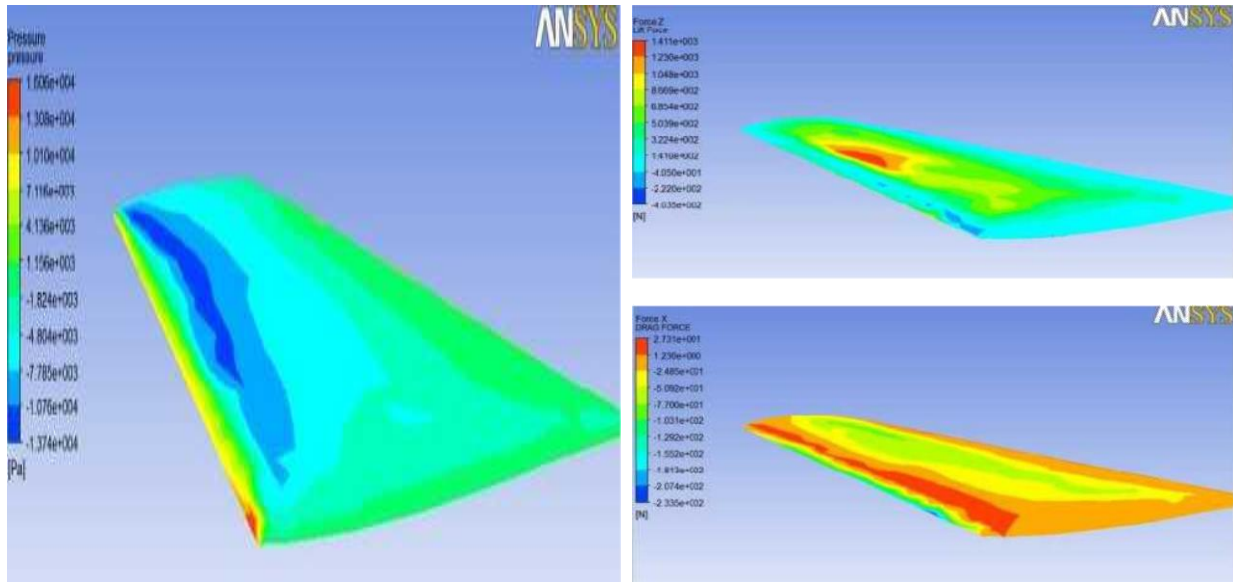 ANSYS
Pressure
pressure
1.606e+004
1.308e+004
1.010e+004
7.116e+003
4.136e+003
1.156e+003
-1.824e+003
-4.804e+003
-7.785e+003
-1.076e+004
-1.374e+004
[Pa]
ANSYS
Force Z
Lift Force
1.411e+003
1.230e+003
1.048e+003
8.669e+002
6.854e+002
5.039e+002
3.224e+002
1.410e+002
-4.050e+001
-2.220e+002
-4.035e+002
[N]
ANSYS
Force X
DRAG FORCE
2.731e+001
1.230e+000
-2.485e+001
-5.092e+001
-7.700e+001
-1.031e+002
-1.292e+002
-1.552e+002
-1.813e+002
-2.074e+002
-2.335e+002
[N]